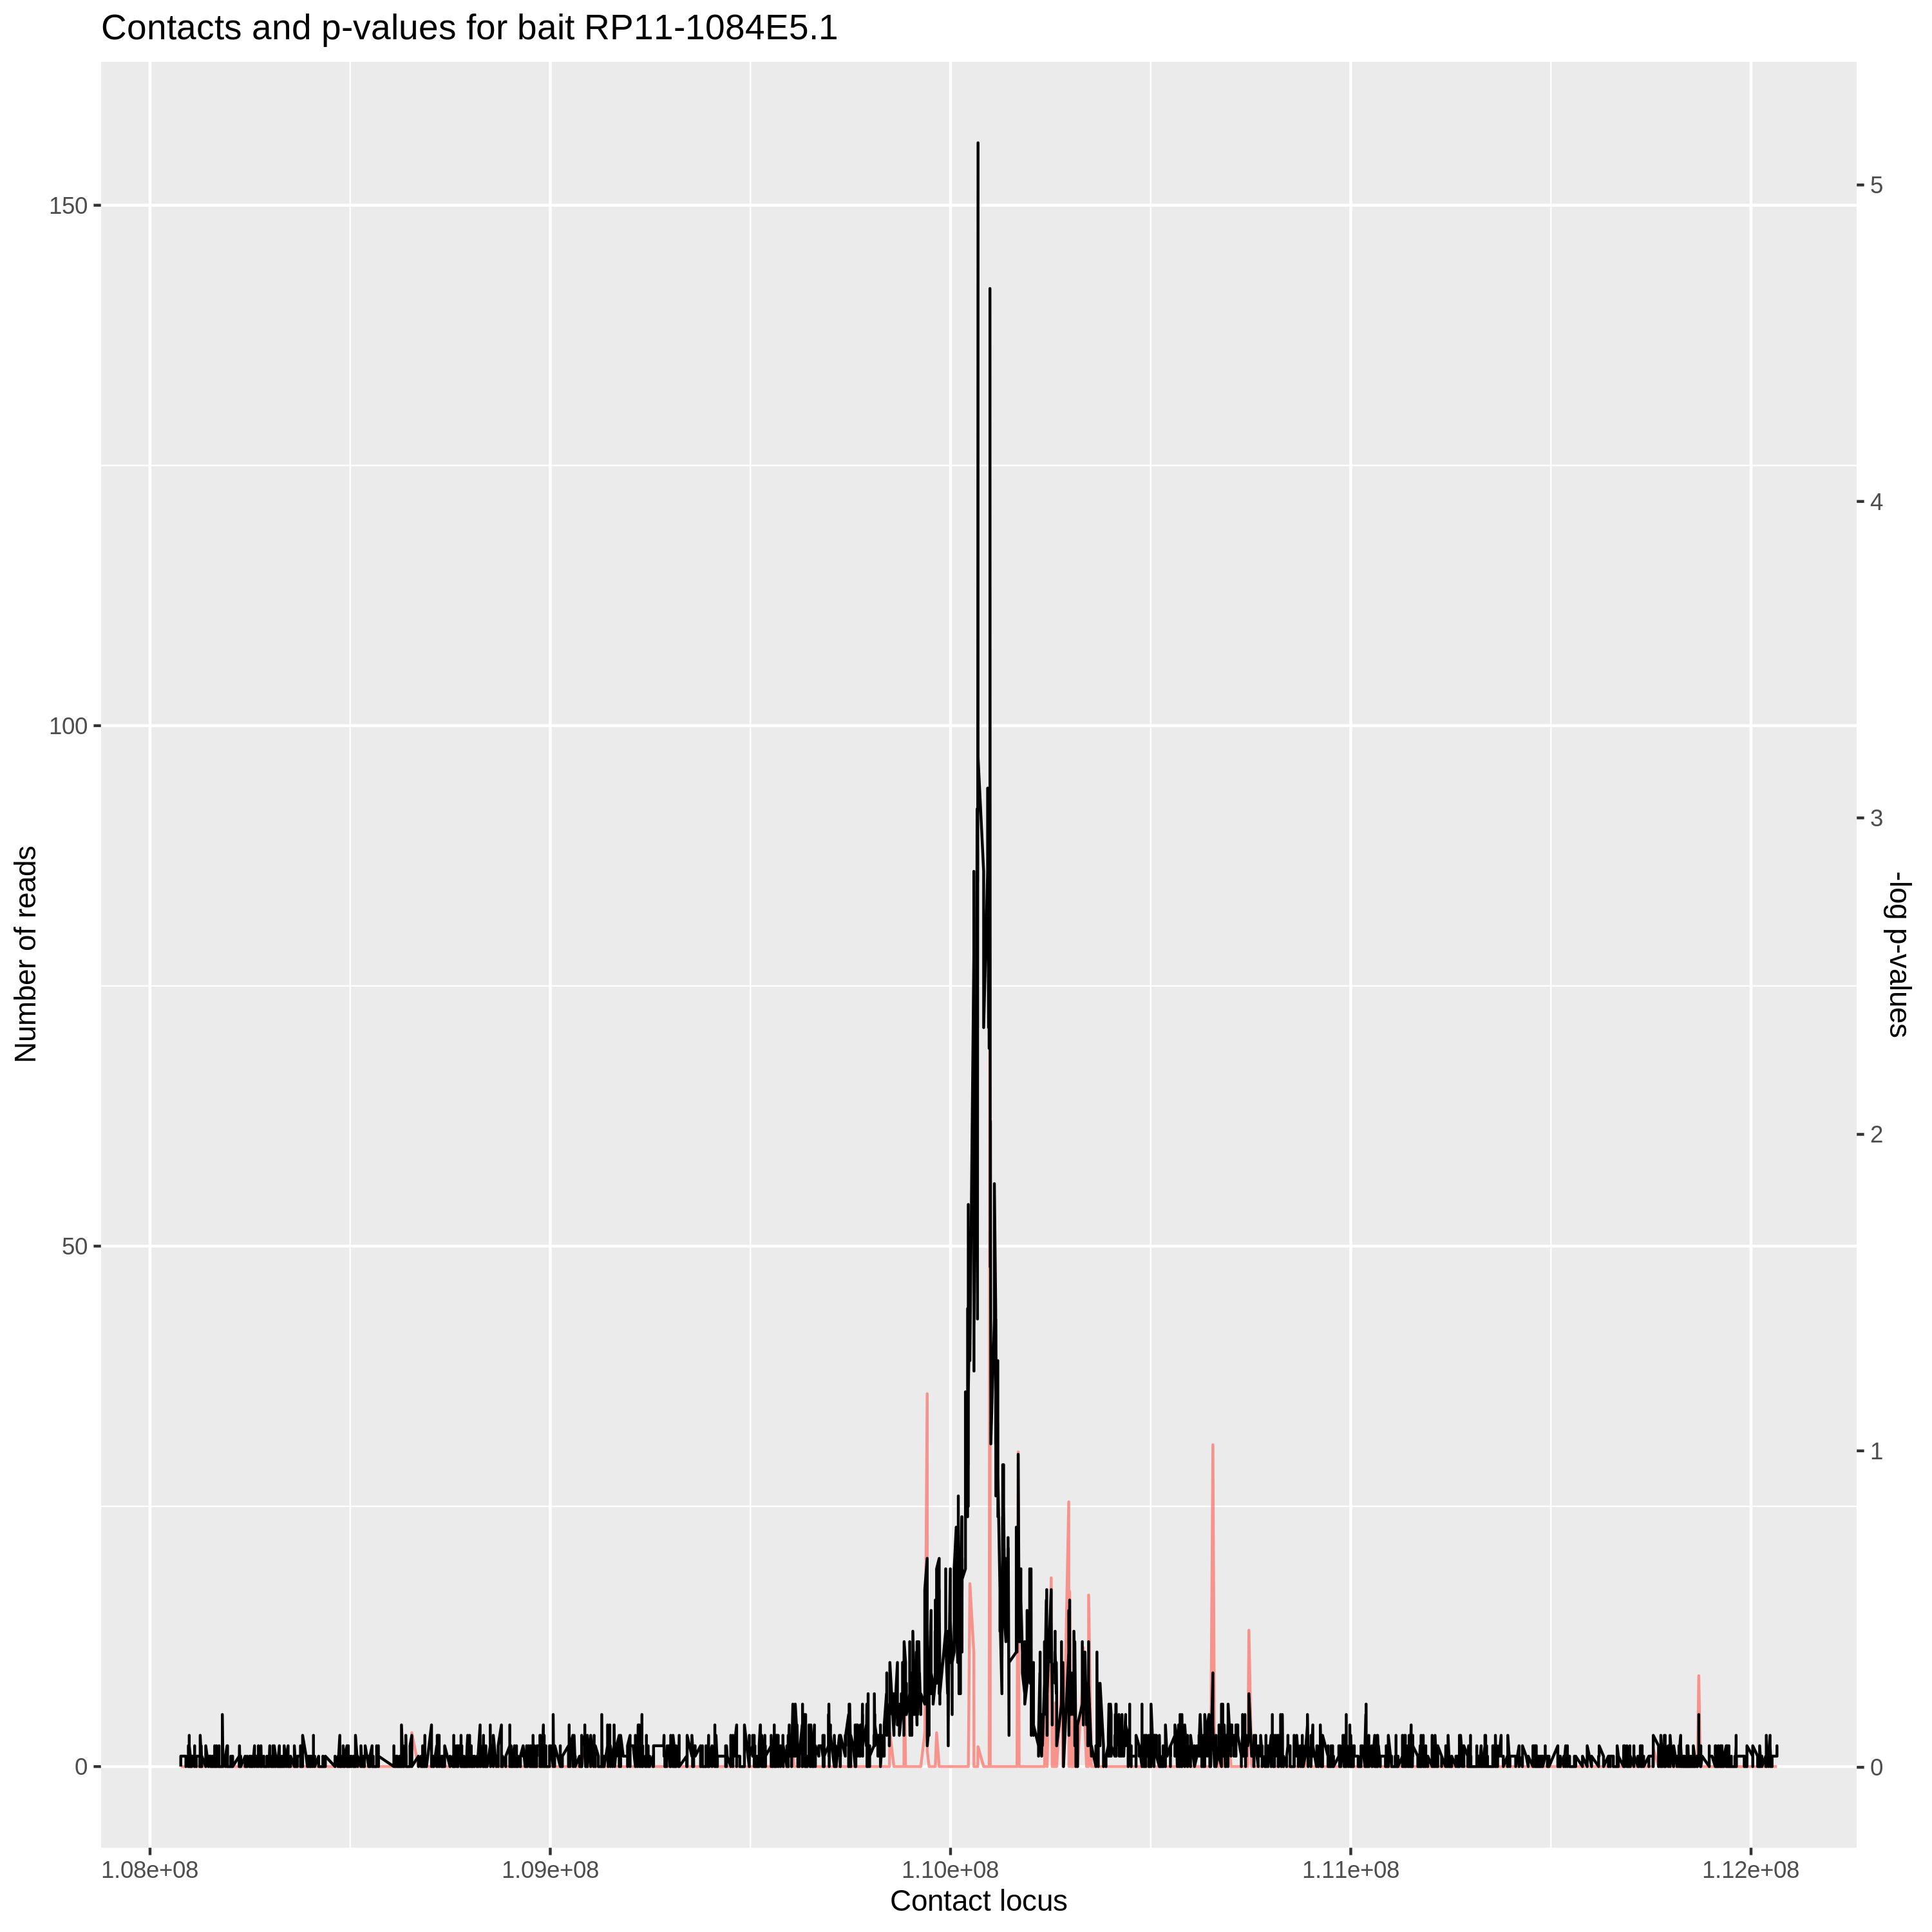 Contacts and p-values for bait RP11-1084E5.1
150
100
50
0
Number of reads
5
4
3
2
1
0
-log p-values
1.08e+08 1.09e+08 1.10e+08 1.11e+08 1.12e+08
Contact locus